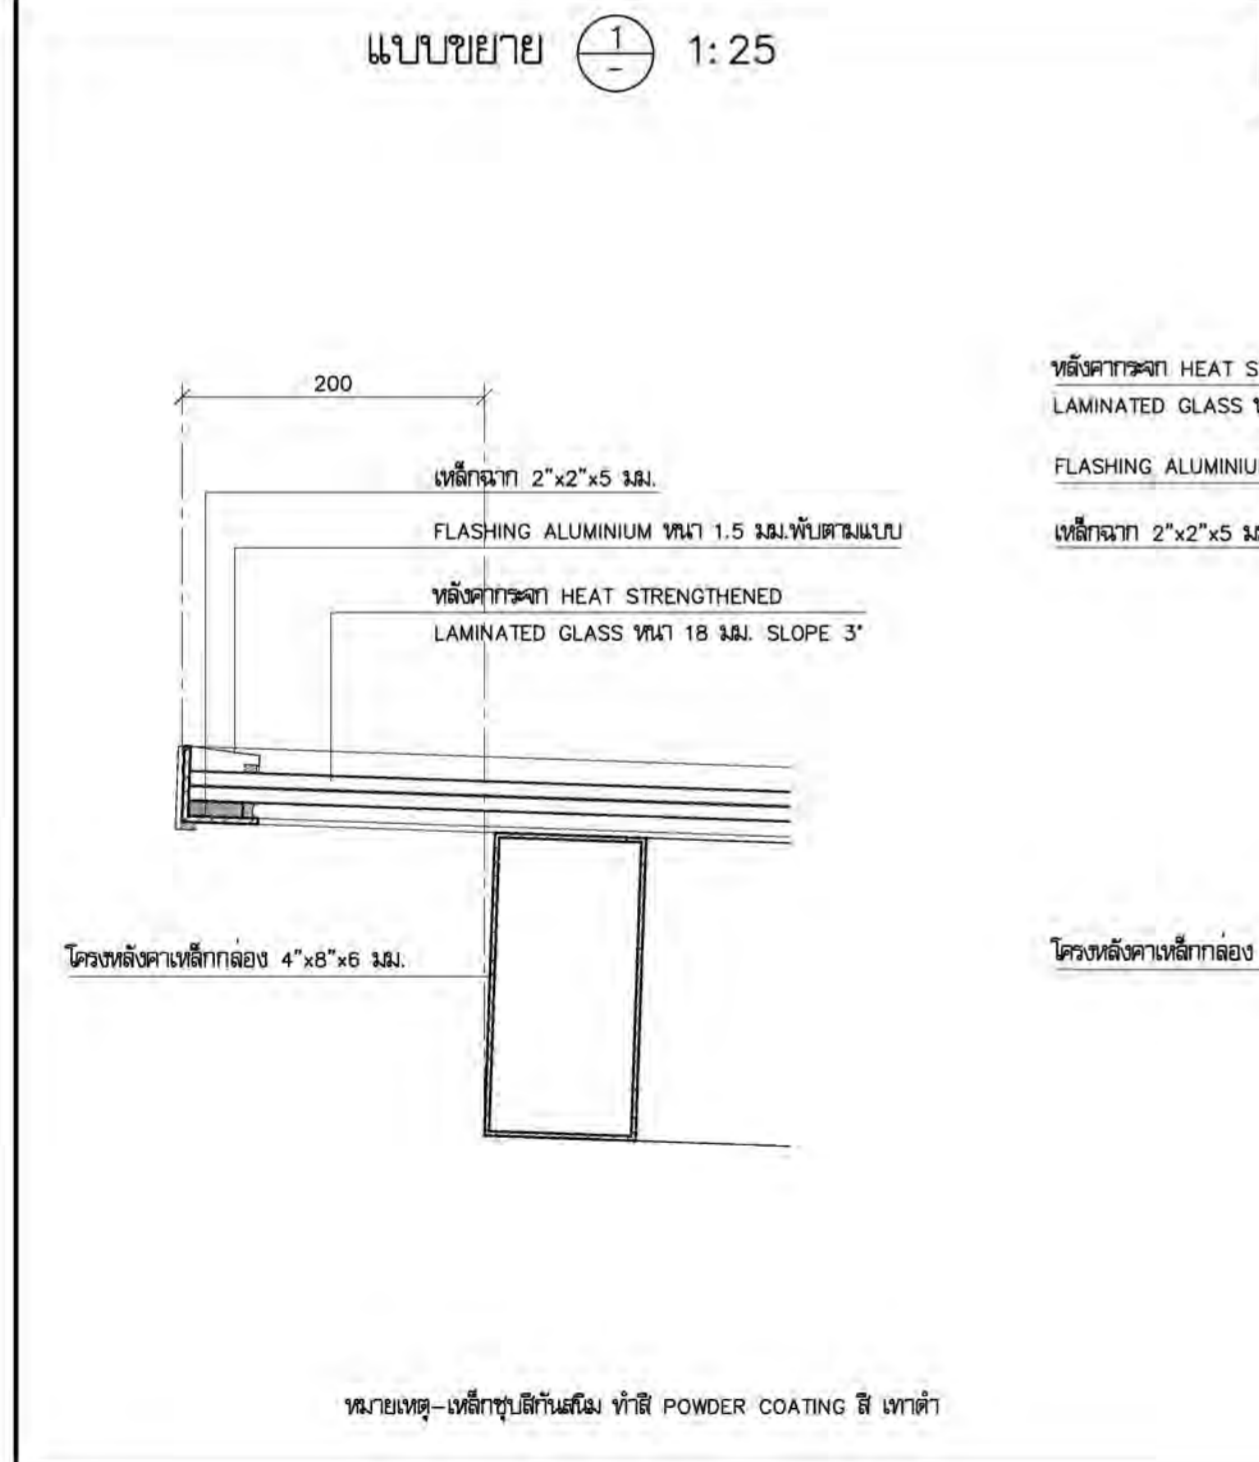 แบบขยาย 1 - 1:25
200
เหล็กฉาก 2"x2"x5 มม.
FLASHING ALUMINIUM หนา 1.5 มม.พับตามแบบ
หลังคากระจก HEAT STRENGTHENED
LAMINATED GLASS หนา 18 มม. SLOPE 3°
โครงหลังคาเหล็กกล่อง 4"x8"x6 มม.
หลังคากระจก HEAT S
LAMINATED GLASS
FLASHING ALUMINIU
เหล็กฉาก 2"x2"x5
โครงหลังคาเหล็กกล่อง
หมายเหตุ-เหล็กชุบสีกันสนิม ทำสี POWDER COATING สี เทาดำ